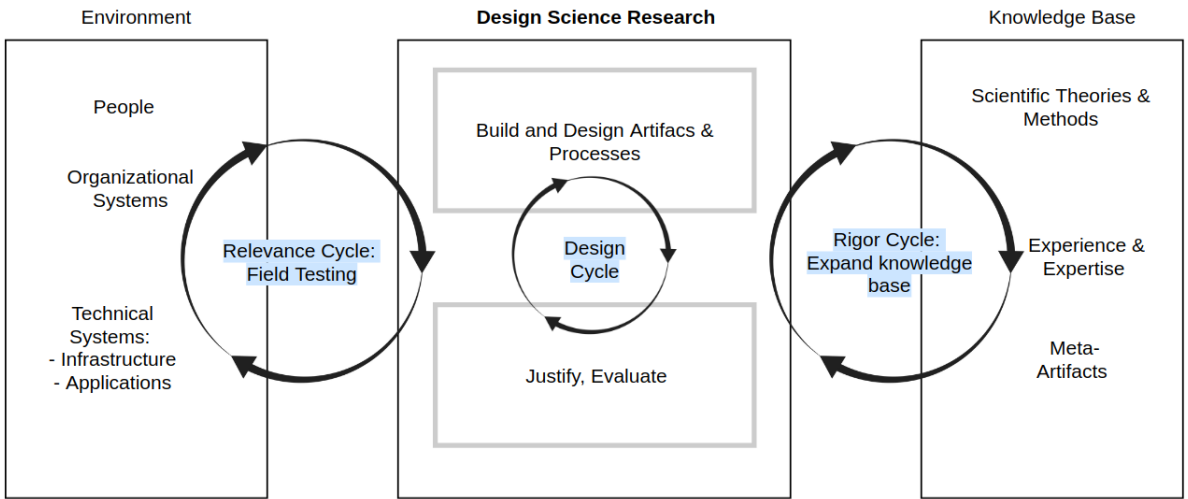 Environment
Design Science Research
Knowledge Base
People
Organizational
Systems
Technical
Systems:
- Infrastructure
- Applications
Relevance Cycle:
Field Testing
Build and Design Artifacs &
Processes
Design
Cycle
Justify, Evaluate
Rigor Cycle:
Expand knowledge
base
Scientific Theories &
Methods
Experience &
Expertise
Meta-
Artifacts